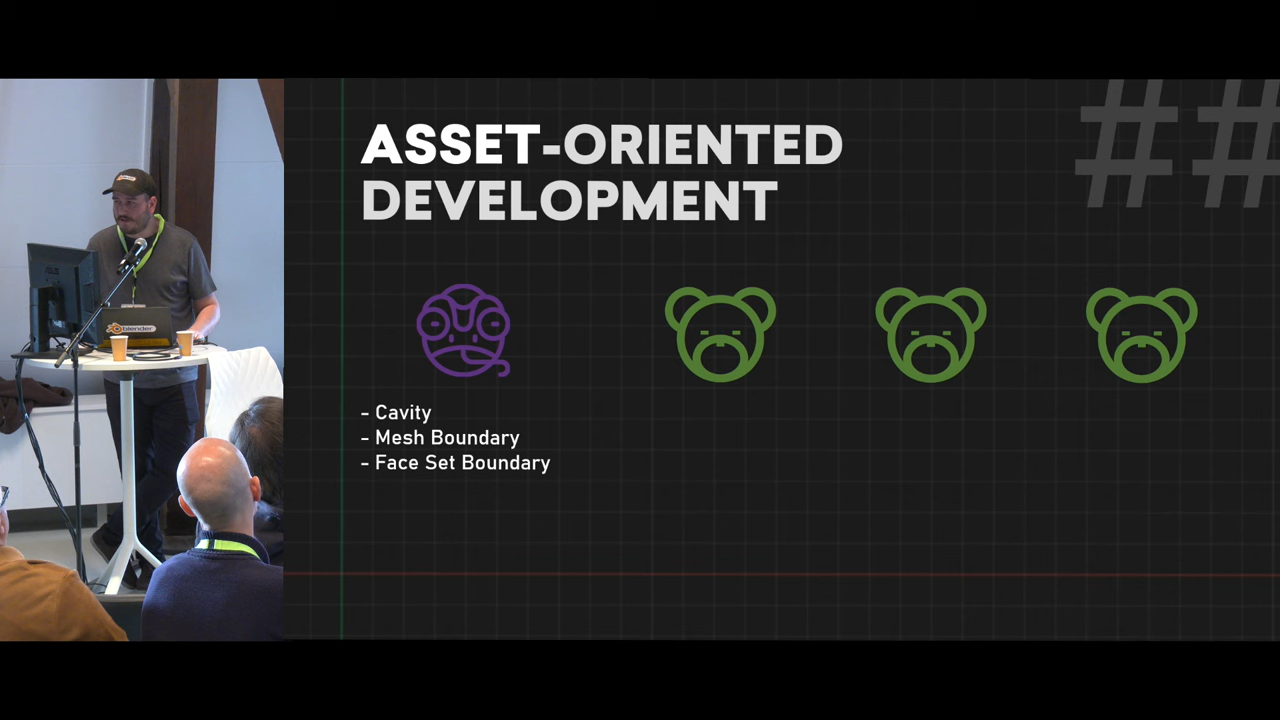 ASSET-ORIENTED
DEVELOPMENT
##
- Cavity
- Mesh Boundary
- Face Set Boundary
blender